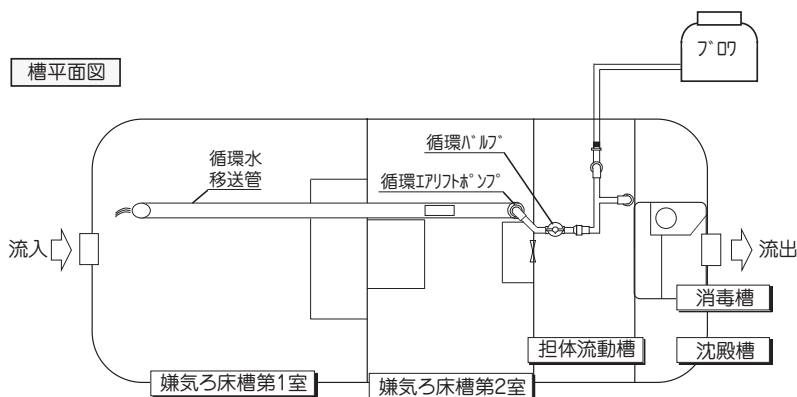 ﾌﾞﾛﾜ
槽平面図
循環水
移送管
循環ﾊﾞﾙﾌﾞ
循環ｴｱﾘﾌﾄﾎﾟﾝﾌﾟ
流入
流出
消毒槽
担体流動槽
沈殿槽
嫌気ろ床槽第1室
嫌気ろ床槽第2室